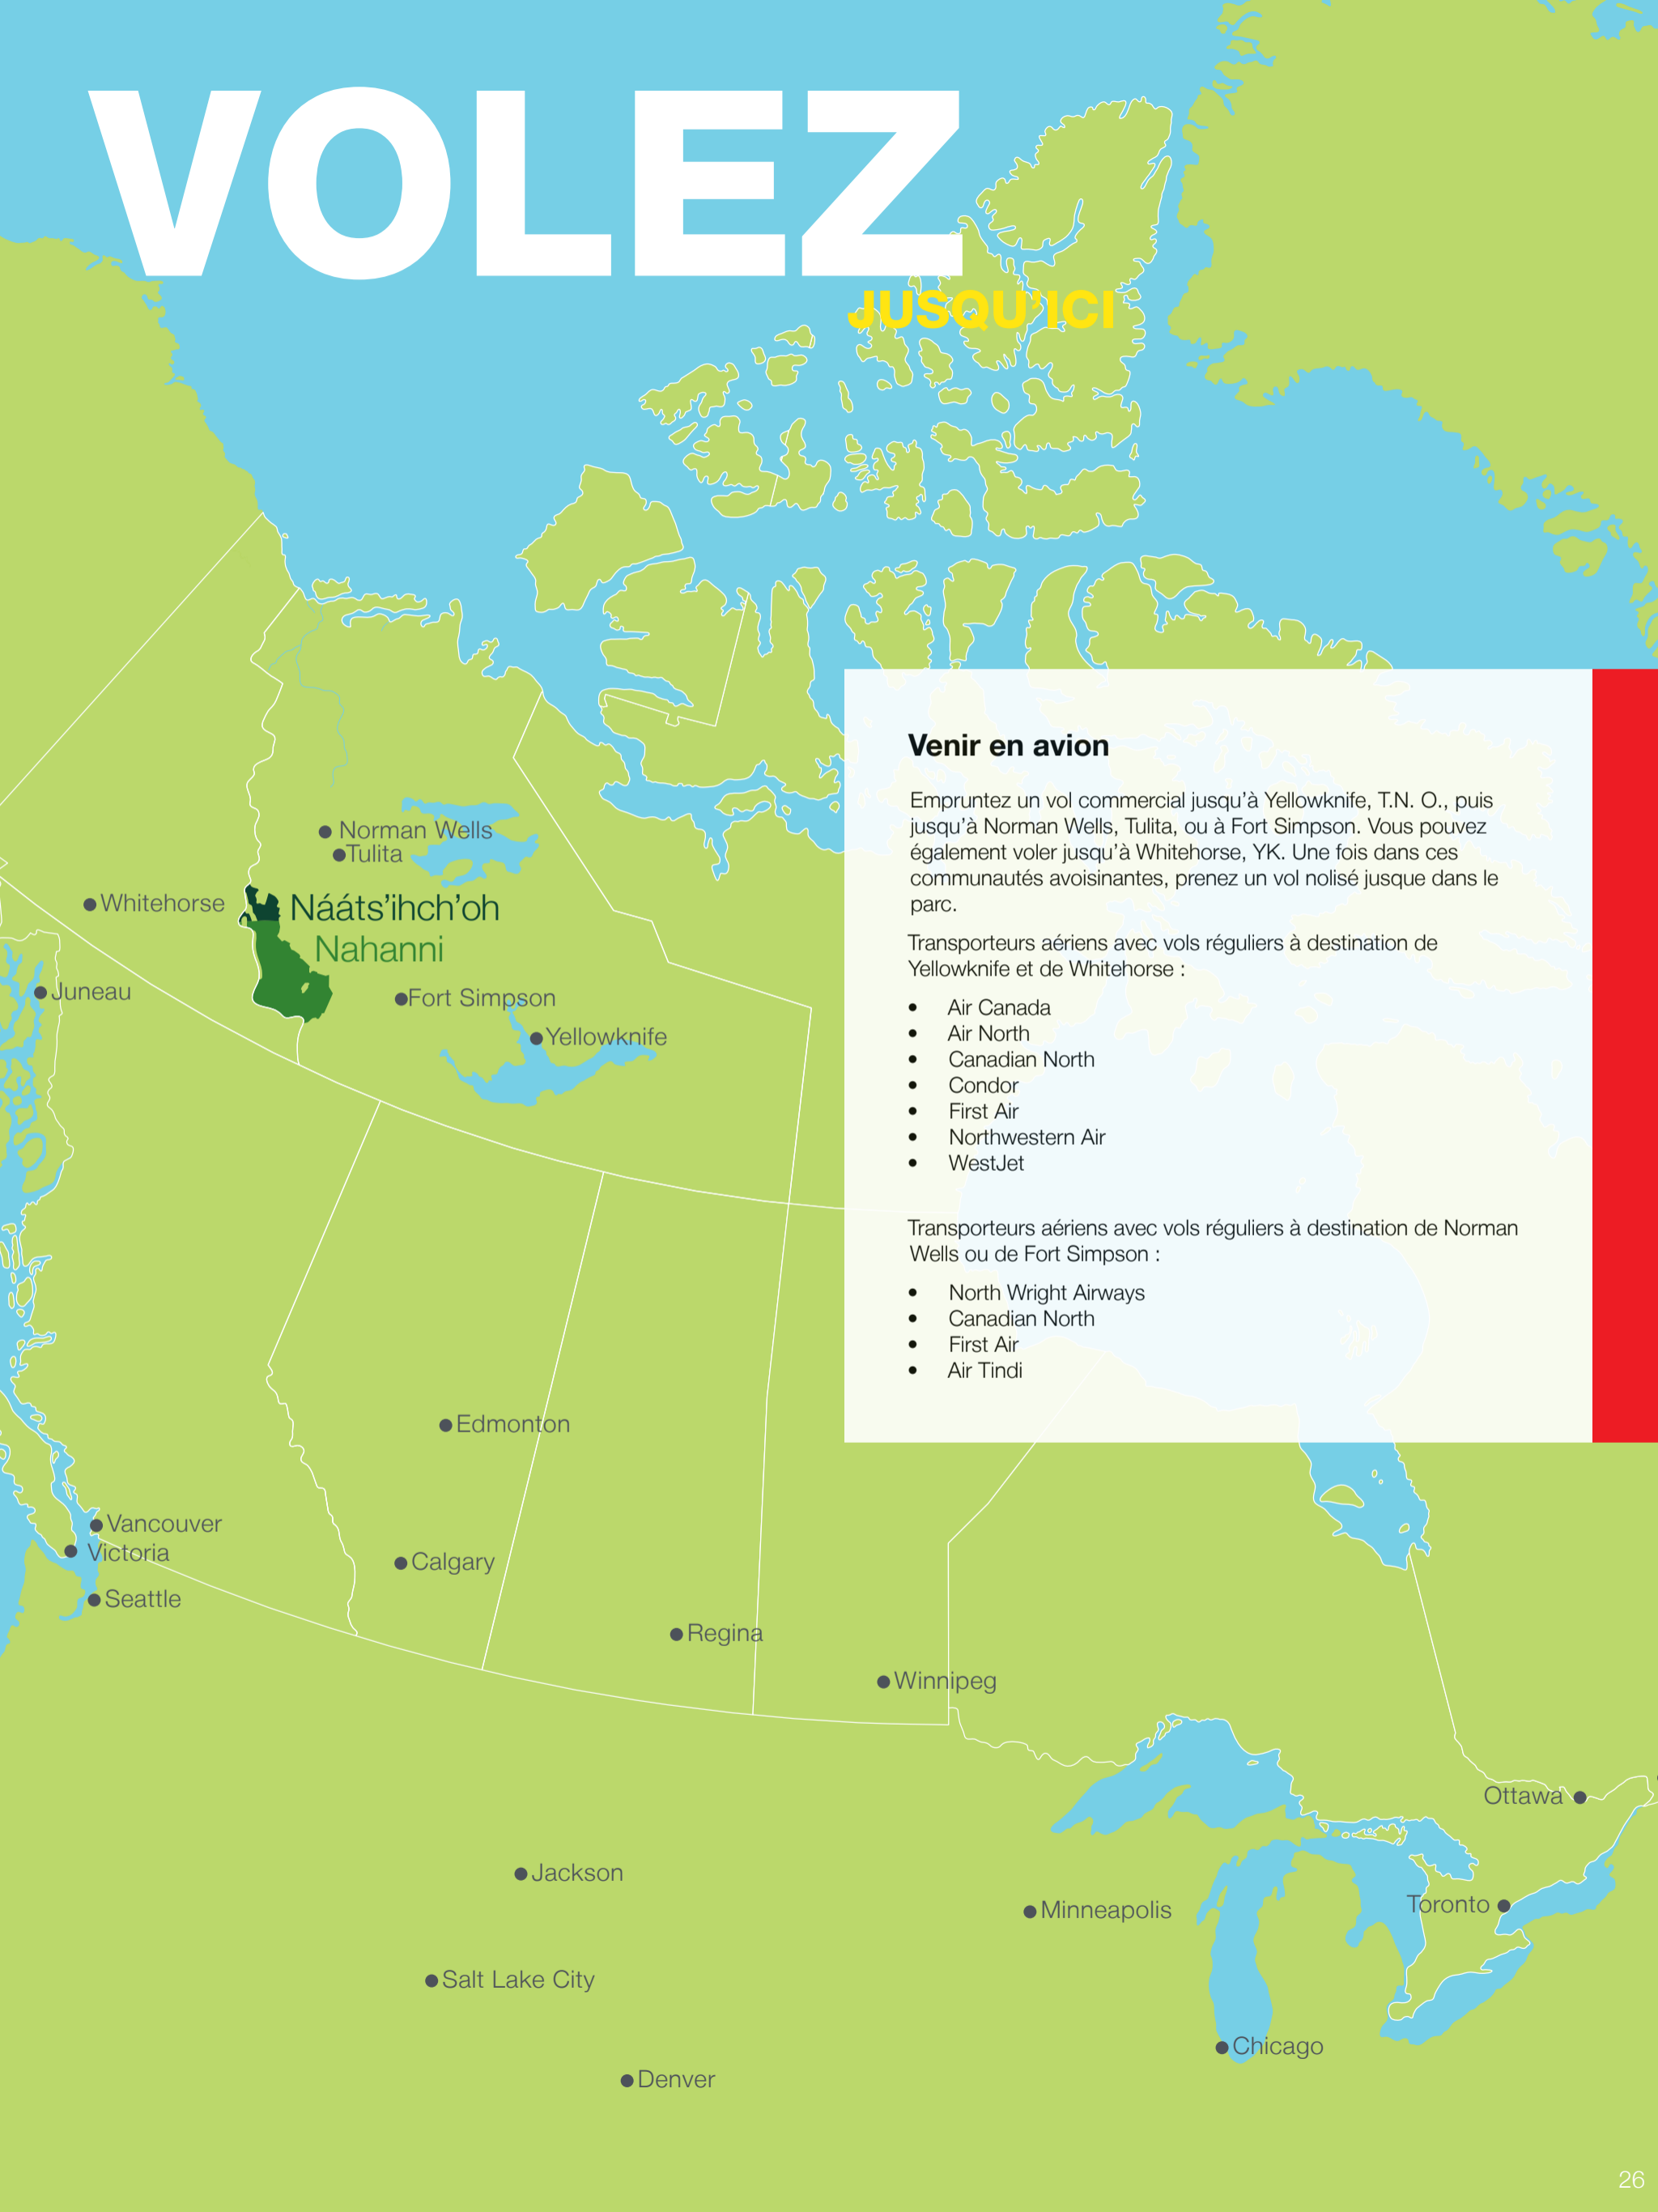 VOLEZ
JUSQU'ICI
Venir en avion
Empruntez un vol commercial jusqu'à Yellowknife, T.N. O., puis
jusqu'à Norman Wells, Tulita, ou à Fort Simpson. Vous pouvez
également voler jusqu'à Whitehorse, YK. Une fois dans ces
communautés avoisinantes, prenez un vol nolisé jusque dans le
parc.
Transporteurs aériens avec vols réguliers à destination de
Yellowknife et de Whitehorse :
• Air Canada
• Air North
• Canadian North
• Condor
• First Air
• Northwestern Air
• WestJet
Transporteurs aériens avec vols réguliers à destination de Norman
Wells ou de Fort Simpson :
• North Wright Airways
• Canadian North
• First Air
• Air Tindi
Norman Wells
Tulita
Whitehorse
Nááts'ihch'oh
Nahanni
Juneau
Fort Simpson
Yellowknife
Edmonton
Vancouver
Victoria
Calgary
Seattle
Regina
Winnipeg
Ottawa
Jackson
Minneapolis
Toronto
Salt Lake City
Chicago
Denver
26